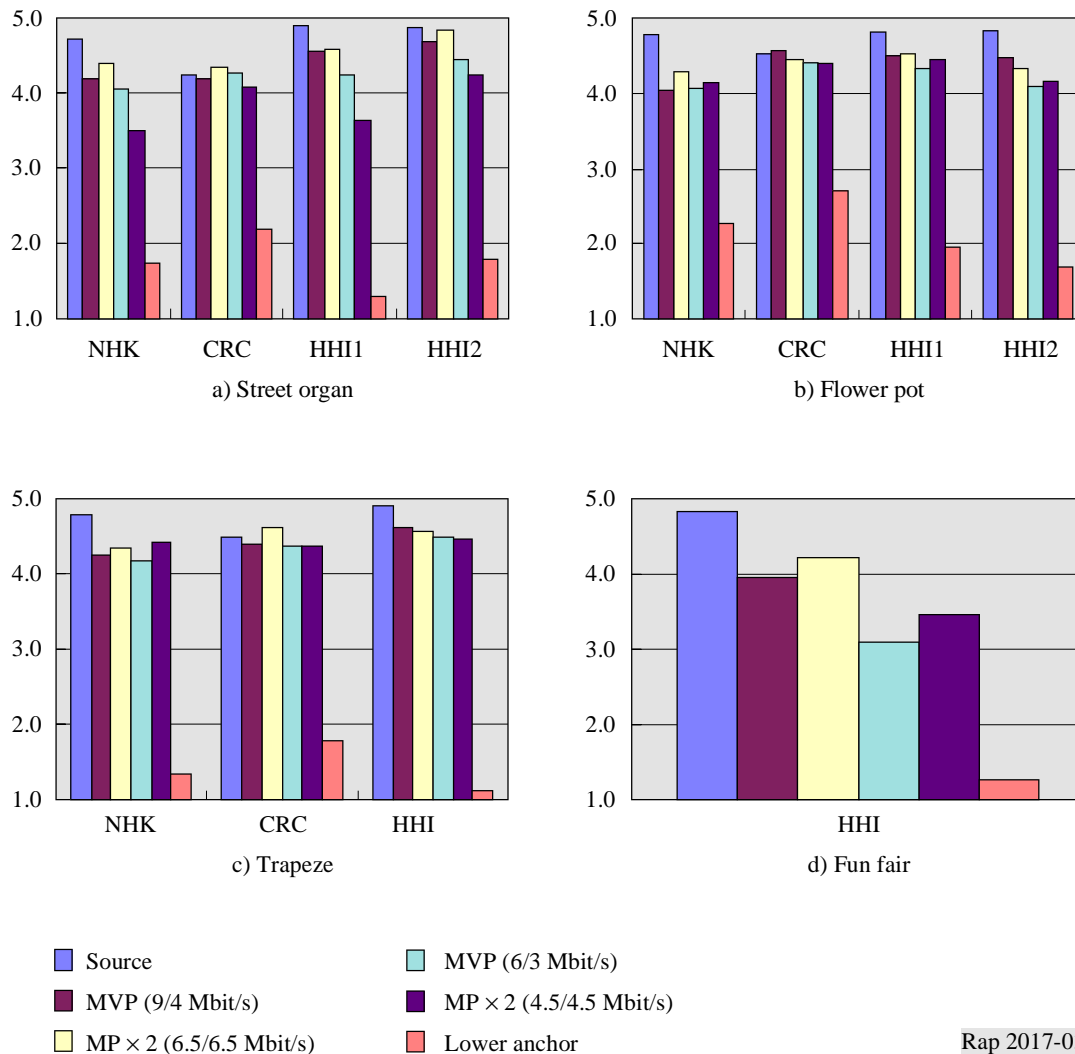 5.0
4.0
3.0
2.0
1.0
NHK CRC HHI1 HHI2
a) Street organ
5.0
4.0
3.0
2.0
1.0
NHK CRC HHI1 HHI2
b) Flower pot
5.0
4.0
3.0
2.0
1.0
NHK CRC HHI
c) Trapeze
5.0
4.0
3.0
2.0
1.0
HHI
d) Fun fair
Source
MVP (9/4 Mbit/s)
MP × 2 (6.5/6.5 Mbit/s)
MVP (6/3 Mbit/s)
MP × 2 (4.5/4.5 Mbit/s)
Lower anchor
Rap 2017-0